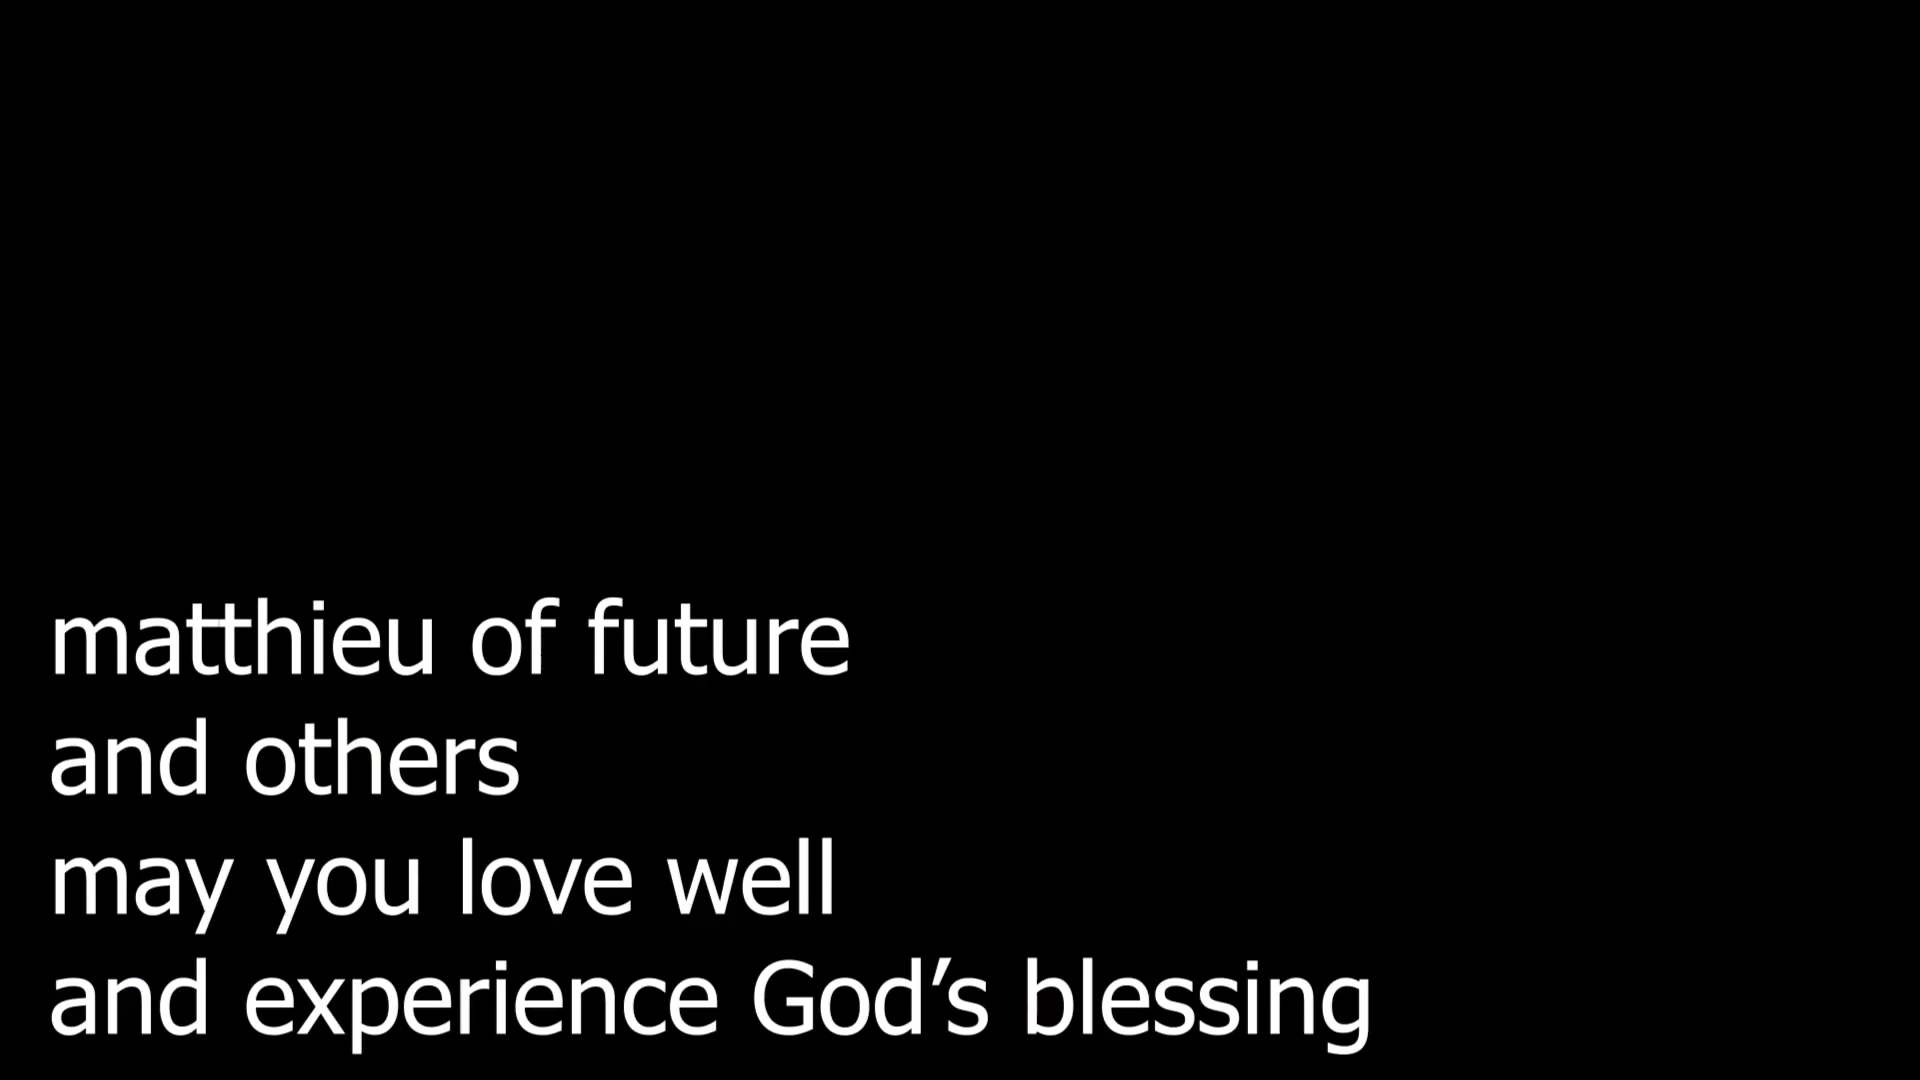 matthieu of future
and others
may you love well
and experience God’s blessing